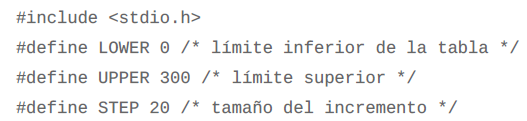 #include <stdio.h>
#define LOWER 0 /* límite inferior de la tabla */
#define UPPER 300 /* límite superior */
#define STEP 20 /* tamaño del incremento */